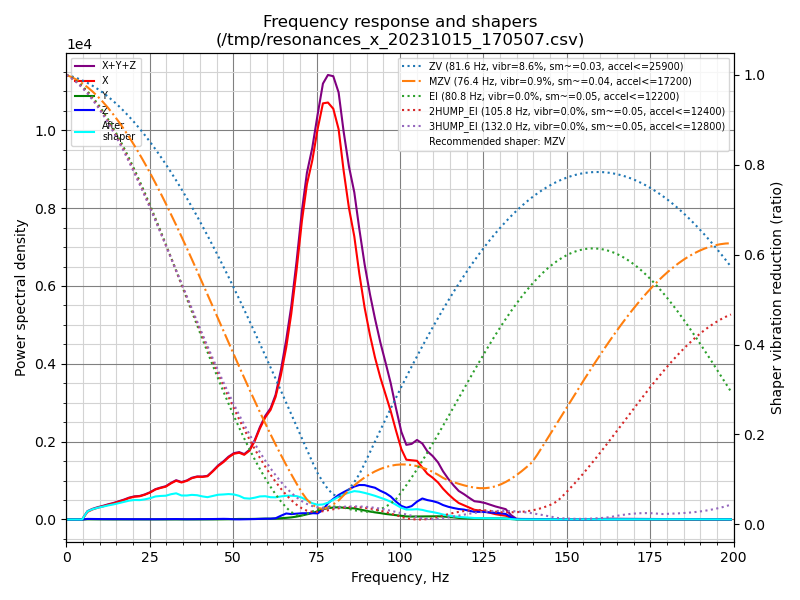 Frequency response and shapers
(/tmp/resonances_x_20231015_170507.csv)
1e4
X+Y+Z
X
Y
Z
After
shaper
ZV (81.6 Hz, vibr=8.6%, sm~=0.03, accel<=25900)
MZV (76.4 Hz, vibr=0.9%, sm~=0.04, accel<=17200)
EI (80.8 Hz, vibr=0.0%, sm~=0.05, accel<=12200)
2HUMP_EI (105.8 Hz, vibr=0.0%, sm~=0.05, accel<=12400)
3HUMP_EI (132.0 Hz, vibr=0.0%, sm~=0.05, accel<=12800)
Recommended shaper: MZV
Power spectral density
1.0
0.8
0.6
0.4
0.2
0.0
1.0
0.8
0.6
0.4
0.2
0.0
Shaper vibration reduction (ratio)
0 25 50 75 100 125 150 175 200
Frequency, Hz